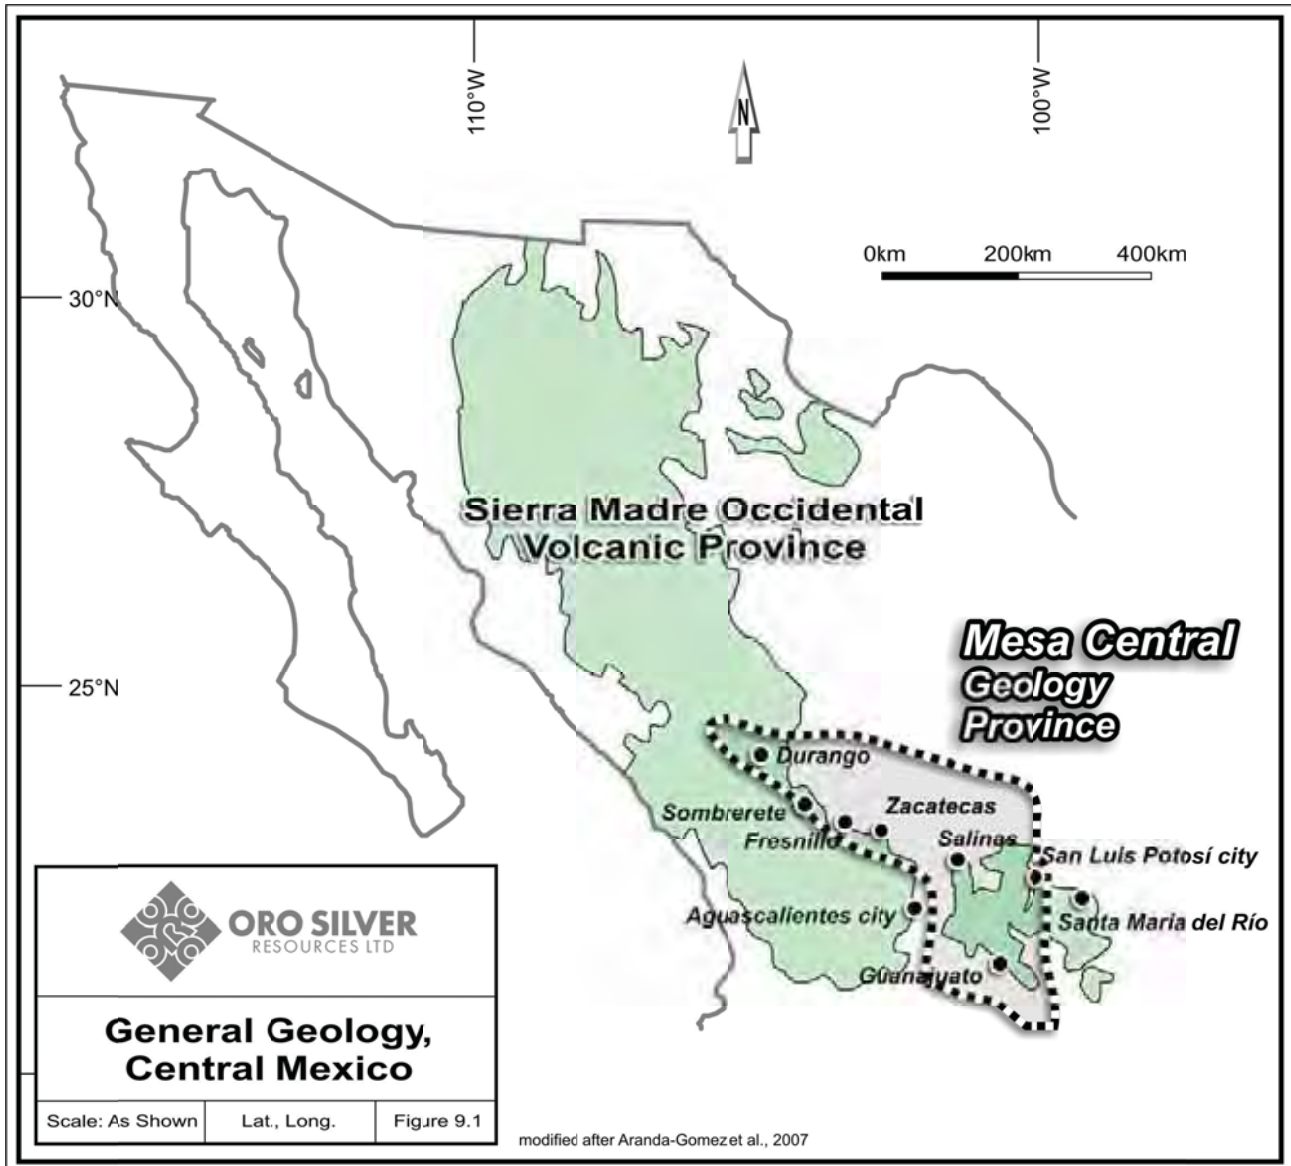 110°W
100°W
N
0km 200km 400km
30°N
Sierra Madre Occidental
Volcanic Province
Mesa Central
Geology
Province
25°N
Durango
Sombrerete
Zacatecas
Fresnillo
Salinas
San Luis Potosí city
Aguascalientes city
Santa Maria del Río
Guanajuato
ORO SILVER
RESOURCES LTD
General Geology,
Central Mexico
Scale: As Shown
Lat., Long.
Figure 9.1
modified after Aranda-Gomezet al., 2007